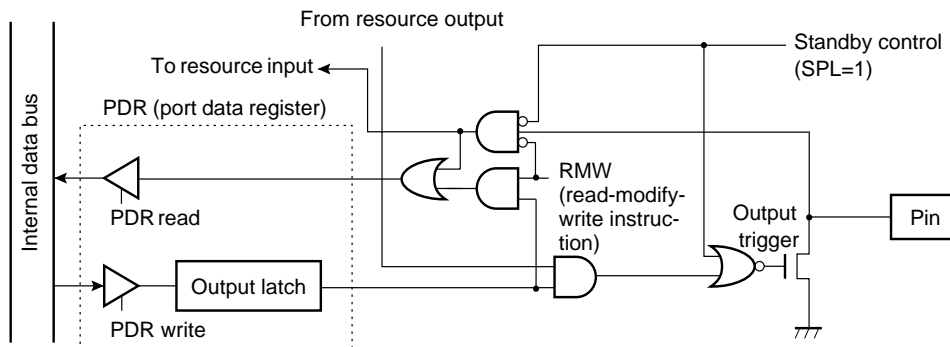 From resource output
Standby control
(SPL=1)
To resource input
PDR (port data register)
Internal data bus
RMW
(read-modify-
write instruc-
tion)
PDR read
Output
trigger
Pin
Output latch
PDR write